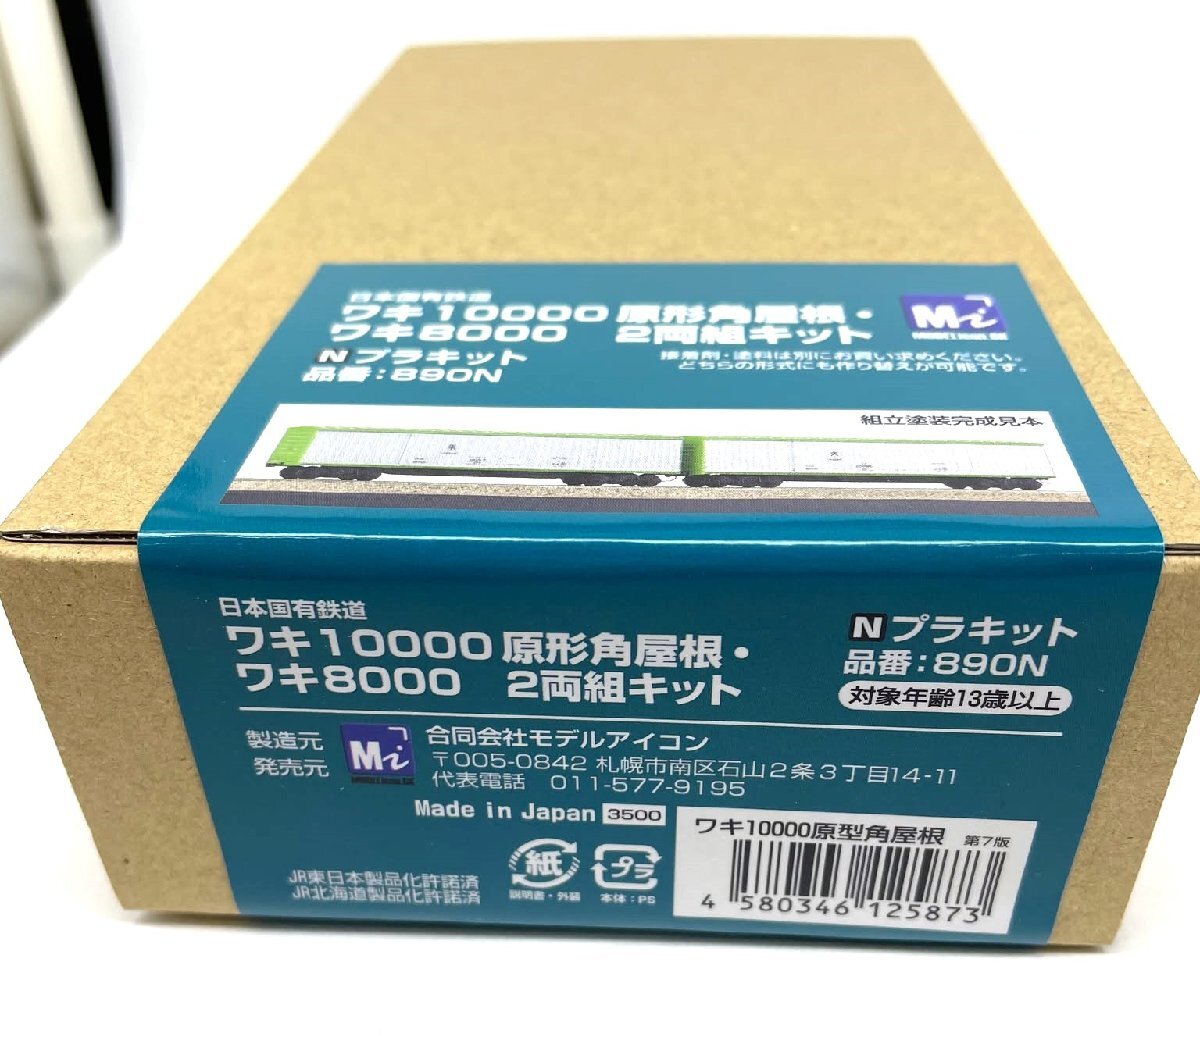 日本国有鉄道
ワキ10000 原形角屋根・
ワキ8000 2両組キット
N プラキット
品番：890N
Mi
接着剤・塗料は別にお買い求めください。
どちらの形式にも作り替えが可能です。
組立塗装完成見本
日本国有鉄道
ワキ10000 原形角屋根・
ワキ8000 2両組キット
N プラキット
品番：890N
対象年齢13歳以上
製造元
発売元
Mi
合同会社モデルアイコン
〒005-0842 札幌市南区石山2条3丁目14-11
代表電話 011-577-9195
Made in Japan 3500
JR東日本製品化許諾済
JR北海道製品化許諾済
紙
説明書・外装
プラ
本体：PS
ワキ10000原型角屋根 第7版
4 580346 125873